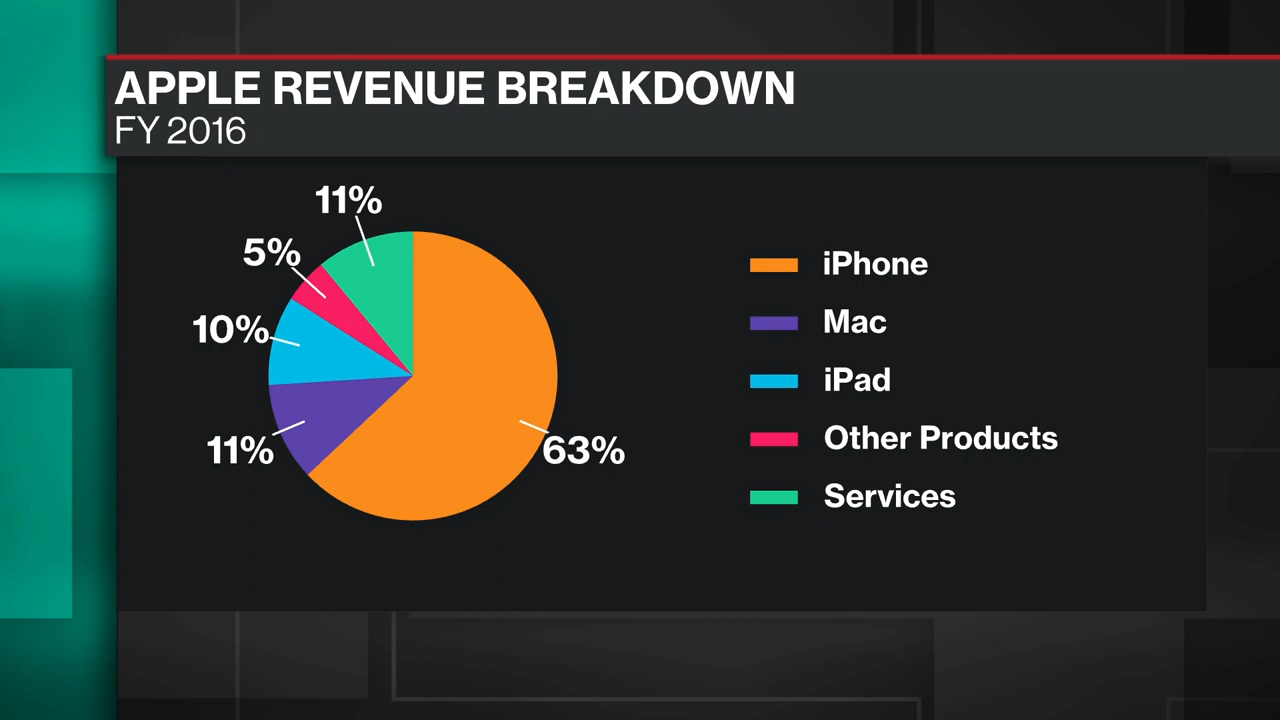 APPLE REVENUE BREAKDOWN
FY 2016
11%
5%
10%
11%
63%
iPhone
Mac
iPad
Other Products
Services